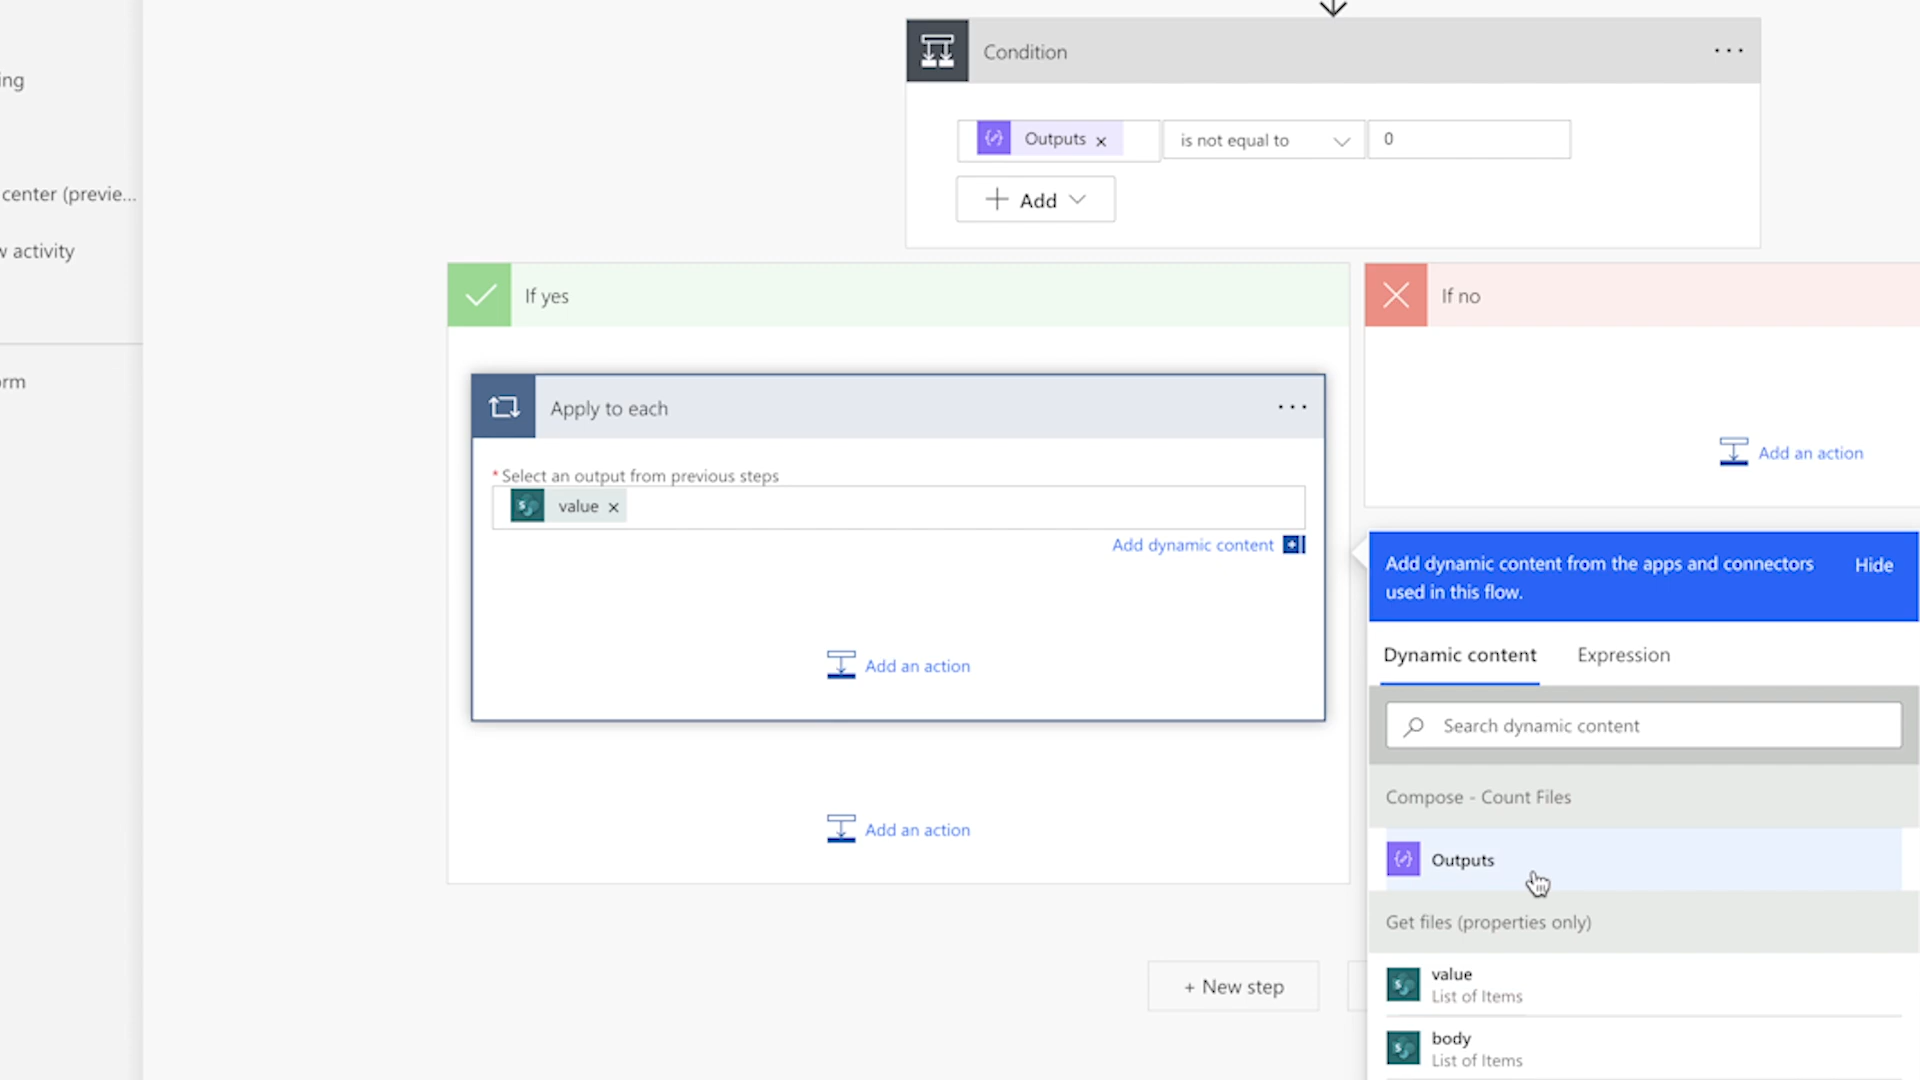 ing
center (previe...
w activity
orm
Condition
Outputs
is not equal to
0
Add
If yes
If no
Apply to each
* Select an output from previous steps
value
Add dynamic content
Add an action
Add an action
Add an action
+ New step
Add dynamic content from the apps and connectors
used in this flow.
Hide
Dynamic content
Expression
Search dynamic content
Compose - Count Files
Outputs
Get files (properties only)
value
List of Items
body
List of Items